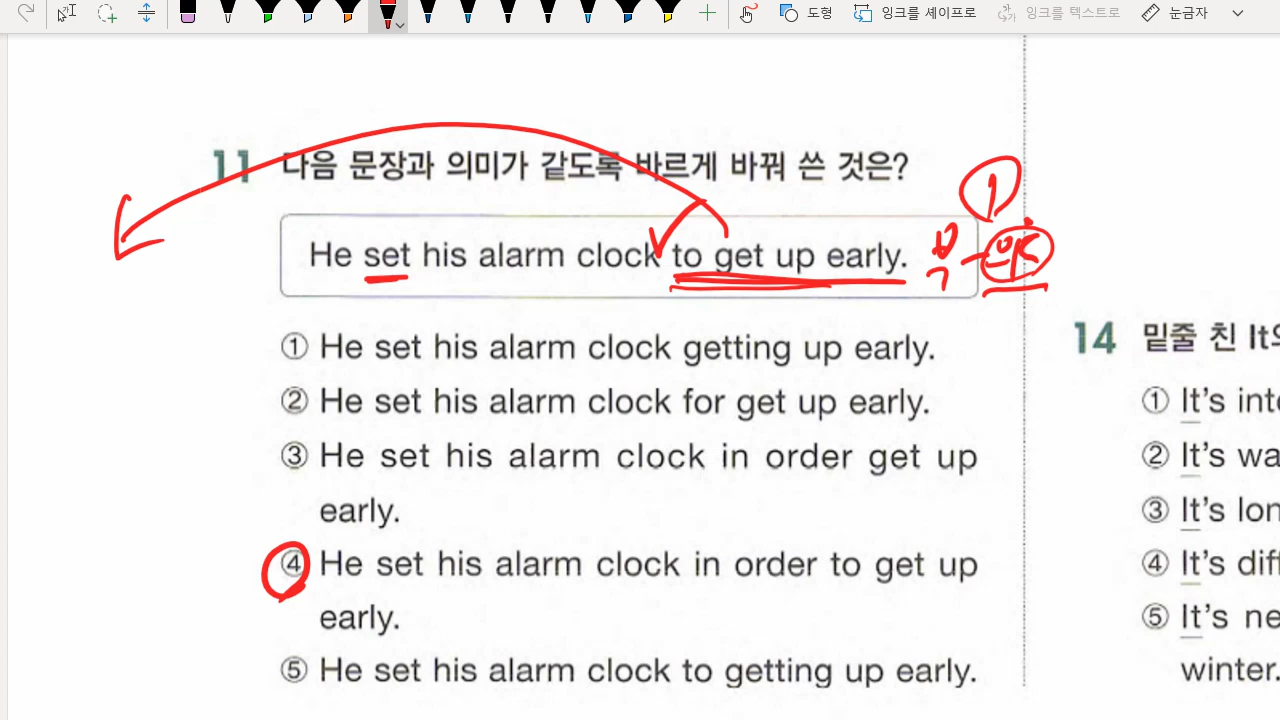 도형
잉크를 셰이프로
잉크를 텍스트로
눈금자
11 다음 문장과 의미가 같도록 바르게 바꿔 쓴 것은?
He set his alarm clock to get up early.
① He set his alarm clock getting up early.
② He set his alarm clock for get up early.
③ He set his alarm clock in order get up
early.
④ He set his alarm clock in order to get up
early.
⑤ He set his alarm clock to getting up early.
14 밑줄 친 It
① It's
② It's
③ It's
④ It's
⑤ It's
winter.